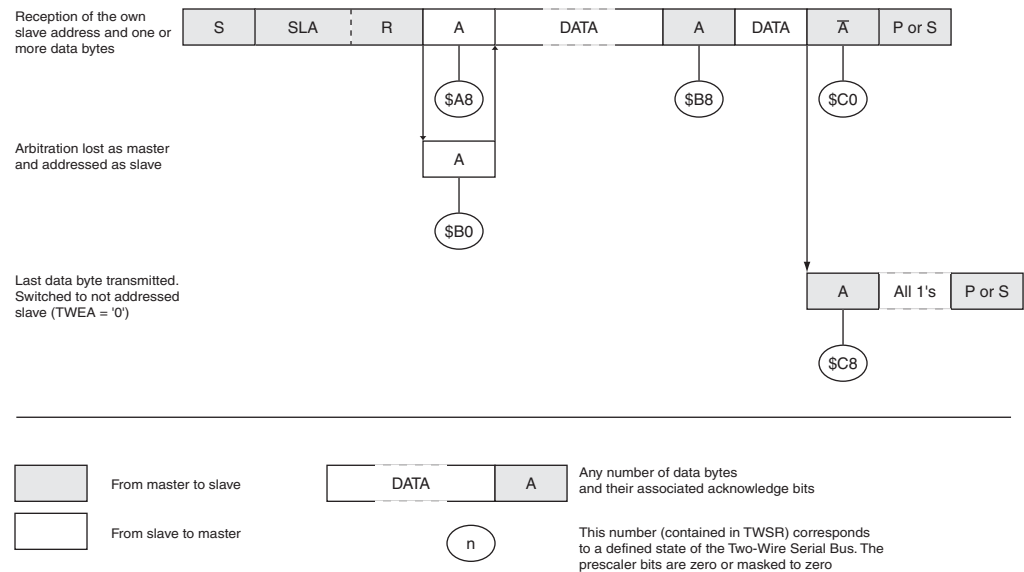 Reception of the own
slave address and one or
more data bytes
S SLA R A DATA A DATA A̅ P or S
$A8 $B8 $C0
Arbitration lost as master
and addressed as slave
A
$B0
Last data byte transmitted.
Switched to not addressed
slave (TWEA = '0')
A All 1's P or S
$C8
From master to slave
DATA A
Any number of data bytes
and their associated acknowledge bits
From slave to master
n
This number (contained in TWSR) corresponds
to a defined state of the Two-Wire Serial Bus. The
prescaler bits are zero or masked to zero